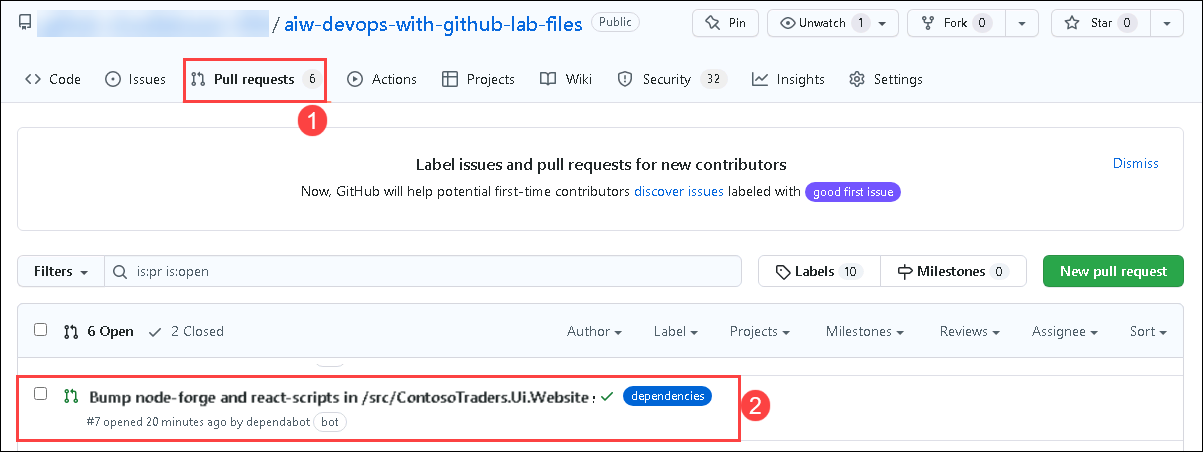 / aiw-devops-with-github-lab-files Public Pin Unwatch 1 Fork 0 Star 0
Code Issues Pull requests 6 Actions Projects Wiki Security 32 Insights Settings
1
Label issues and pull requests for new contributors Dismiss
Now, GitHub will help potential first-time contributors discover issues labeled with good first issue
Filters is:pr is:open Labels 10 Milestones 0 New pull request
6 Open 2 Closed Author Label Projects Milestones Reviews Assignee Sort
Bump node-forge and react-scripts in /src/ContosoTraders.Ui.Website dependencies 2
#7 opened 20 minutes ago by dependabot bot